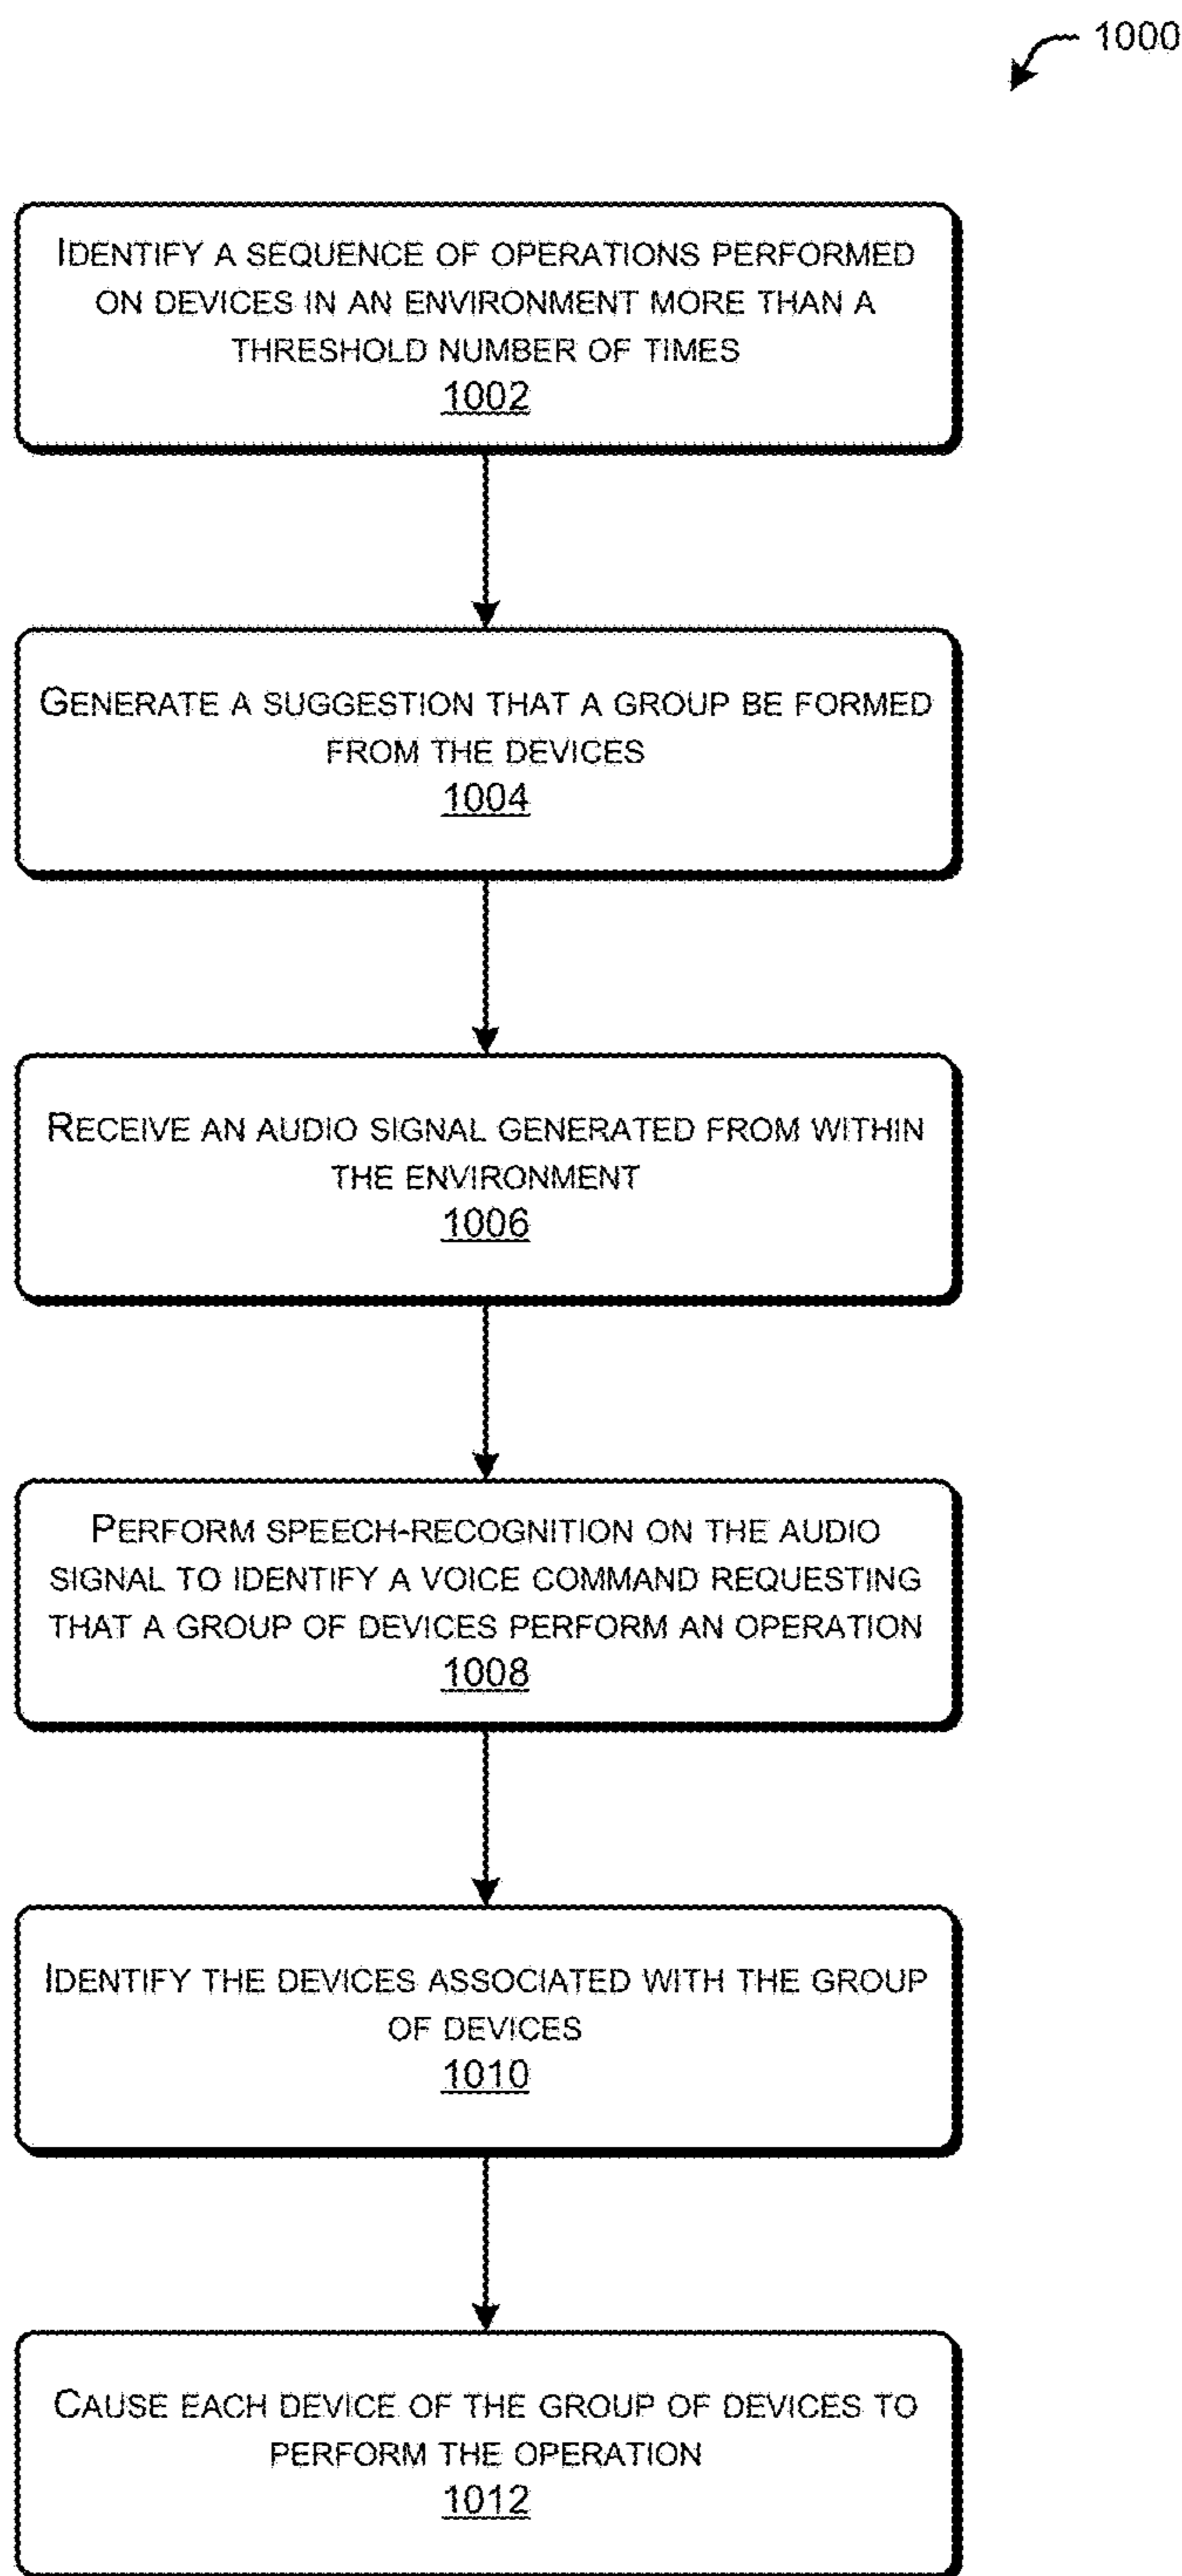 1000
IDENTIFY A SEQUENCE OF OPERATIONS PERFORMED
ON DEVICES IN AN ENVIRONMENT MORE THAN A
THRESHOLD NUMBER OF TIMES
1002
GENERATE A SUGGESTION THAT A GROUP BE FORMED
FROM THE DEVICES
1004
RECEIVE AN AUDIO SIGNAL GENERATED FROM WITHIN
THE ENVIRONMENT
1006
PERFORM SPEECH-RECOGNITION ON THE AUDIO
SIGNAL TO IDENTIFY A VOICE COMMAND REQUESTING
THAT A GROUP OF DEVICES PERFORM AN OPERATION
1008
IDENTIFY THE DEVICES ASSOCIATED WITH THE GROUP
OF DEVICES
1010
CAUSE EACH DEVICE OF THE GROUP OF DEVICES TO
PERFORM THE OPERATION
1012